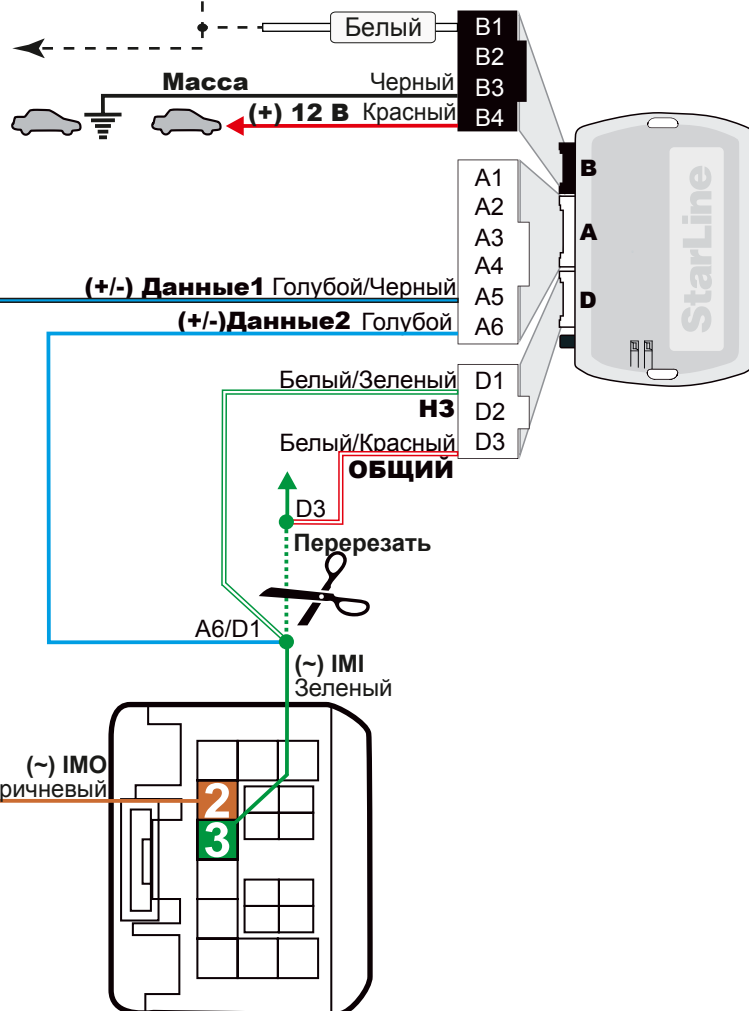 Белый B1
B2
Масса Черный B3
(+) 12 В Красный B4
B
A1
A2
A3
A
A4
(+/-) Данные1 Голубой/Черный A5
D
(+/-)Данные2 Голубой A6
StarLine
Белый/Зеленый D1
НЗ D2
Белый/Красный D3
ОБЩИЙ
D3
Перерезать
A6/D1
(~) IMI
Зеленый
(~) IMO
ричневый
2
3